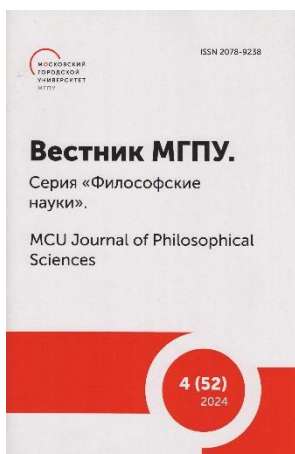 МОСКОВСКИЙ
ГОРОДСКОЙ
УНИВЕРСИТЕТ
МГПУ
ISSN 2078-9238
Вестник МГПУ.
Серия «Философские
науки».
MCU Journal of Philosophical
Sciences
4 (52)
2024